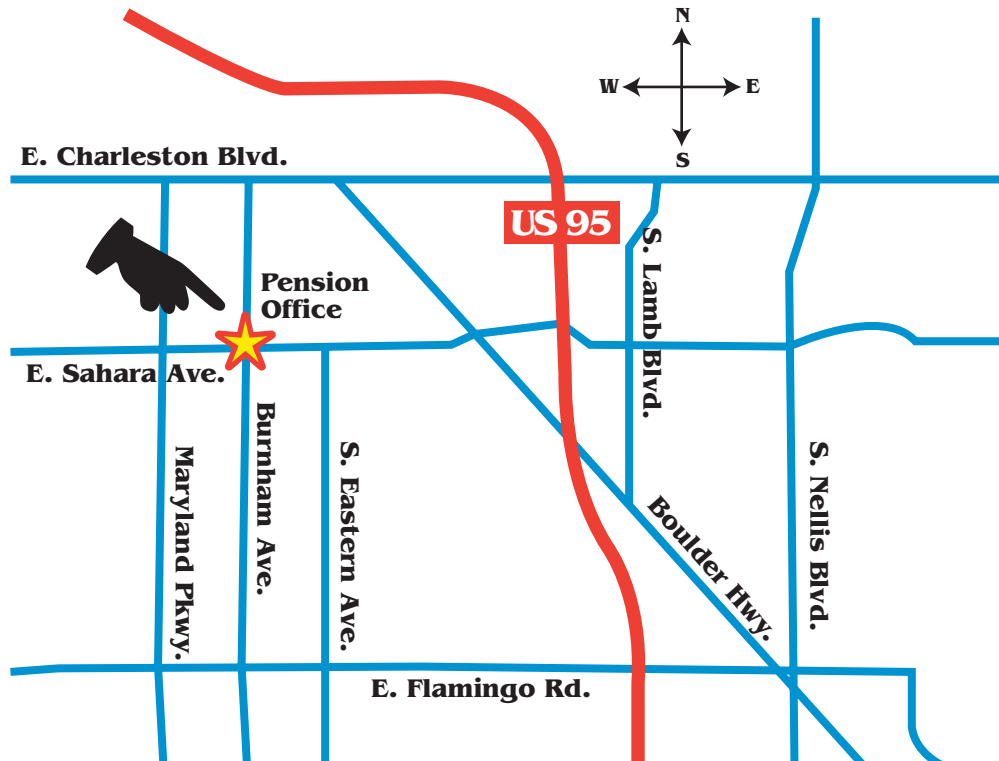 N
W E
S
E. Charleston Blvd.
US 95
S. Lamb Blvd.
Pension
Office
E. Sahara Ave.
Maryland Pkwy.
Burnham Ave.
S. Eastern Ave.
Boulder Hwy.
S. Nellis Blvd.
E. Flamingo Rd.